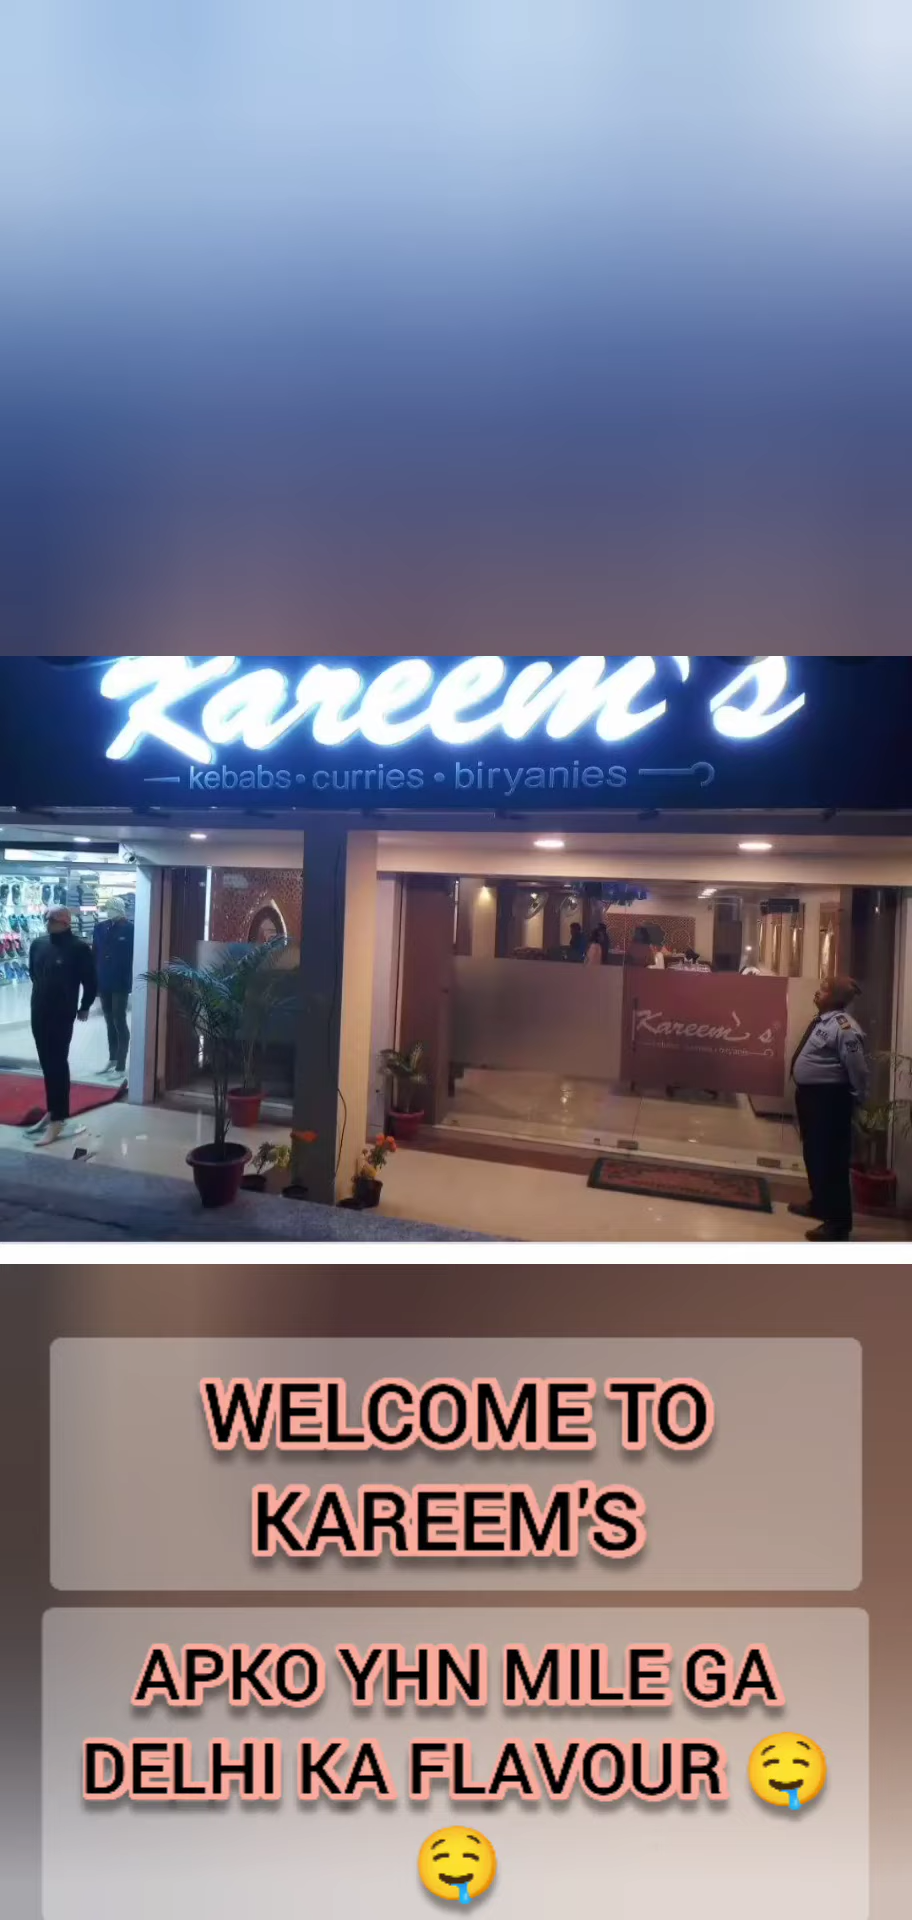 Kareem's
kebabs • curries • biryanies
Kareem's
WELCOME TO
KAREEM'S
APKO YHN MILE GA
DELHI KA FLAVOUR 🤤
🤤